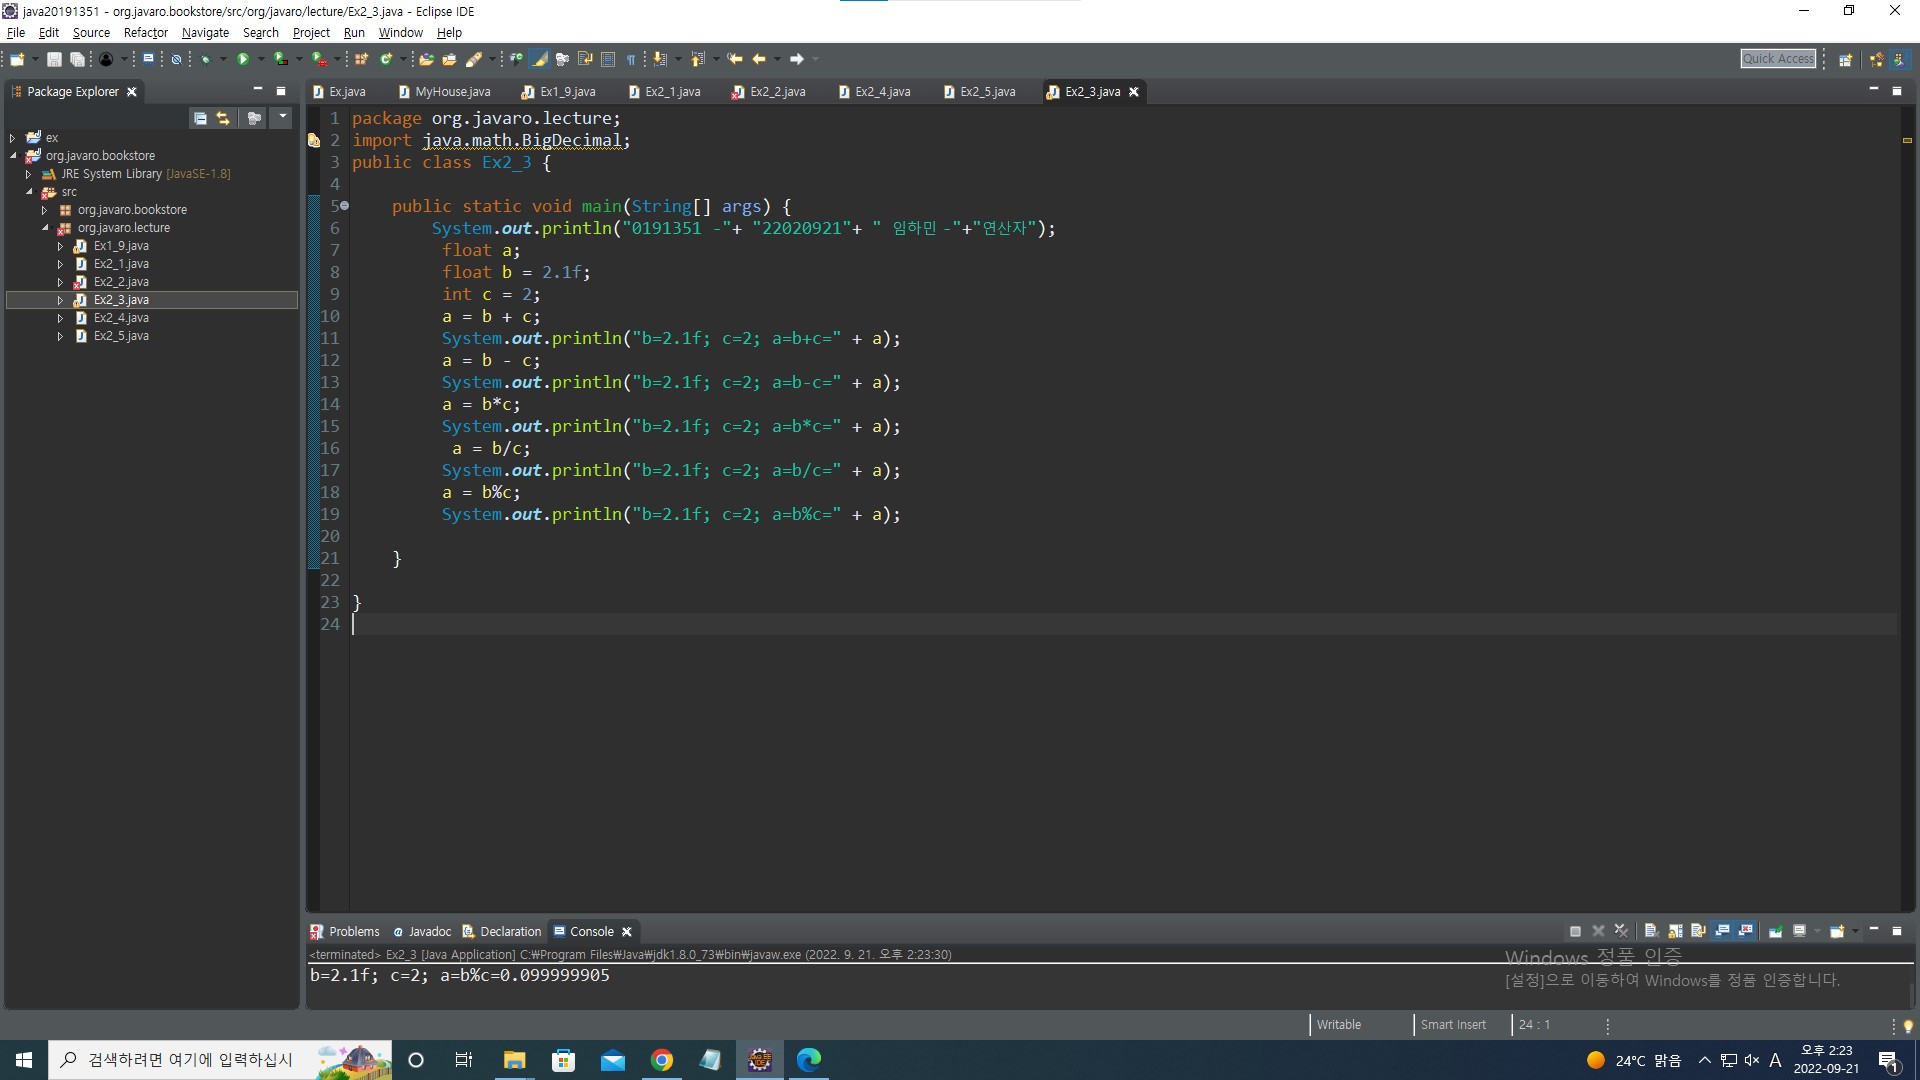 java20191351 - org.javaro.bookstore/src/org/javaro/lecture/Ex2_3.java - Eclipse IDE
File Edit Source Refactor Navigate Search Project Run Window Help
Quick Access
Package Explorer
Ex.java MyHouse.java Ex1_9.java Ex2_1.java Ex2_2.java Ex2_4.java Ex2_5.java Ex2_3.java
ex
org.javaro.bookstore
JRE System Library [JavaSE-1.8]
src
org.javaro.bookstore
org.javaro.lecture
Ex1_9.java
Ex2_1.java
Ex2_2.java
Ex2_3.java
Ex2_4.java
Ex2_5.java
1 package org.javaro.lecture;
2 import java.math.BigDecimal;
3 public class Ex2_3 {
4
5 public static void main(String[] args) {
6 System.out.println("0191351 -"+ "22020921"+ " 임하민 -"+"연산자");
7 float a;
8 float b = 2.1f;
9 int c = 2;
10 a = b + c;
11 System.out.println("b=2.1f; c=2; a=b+c=" + a);
12 a = b - c;
13 System.out.println("b=2.1f; c=2; a=b-c=" + a);
14 a = b*c;
15 System.out.println("b=2.1f; c=2; a=b*c=" + a);
16 a = b/c;
17 System.out.println("b=2.1f; c=2; a=b/c=" + a);
18 a = b%c;
19 System.out.println("b=2.1f; c=2; a=b%c=" + a);
20
21 }
22
23 }
24
Problems Javadoc Declaration Console
<terminated> Ex2_3 [Java Application] C:₩Program Files₩Java₩jdk1.8.0_73₩bin₩javaw.exe (2022. 9. 21. 오후 2:23:30)
b=2.1f; c=2; a=b%c=0.099999905
Windows 정품 인증
[설정]으로 이동하여 Windows를 정품 인증합니다.
Writable Smart Insert 24 : 1
검색하려면 여기에 입력하십시
24°C 맑음 A 오후 2:23
2022-09-21
1